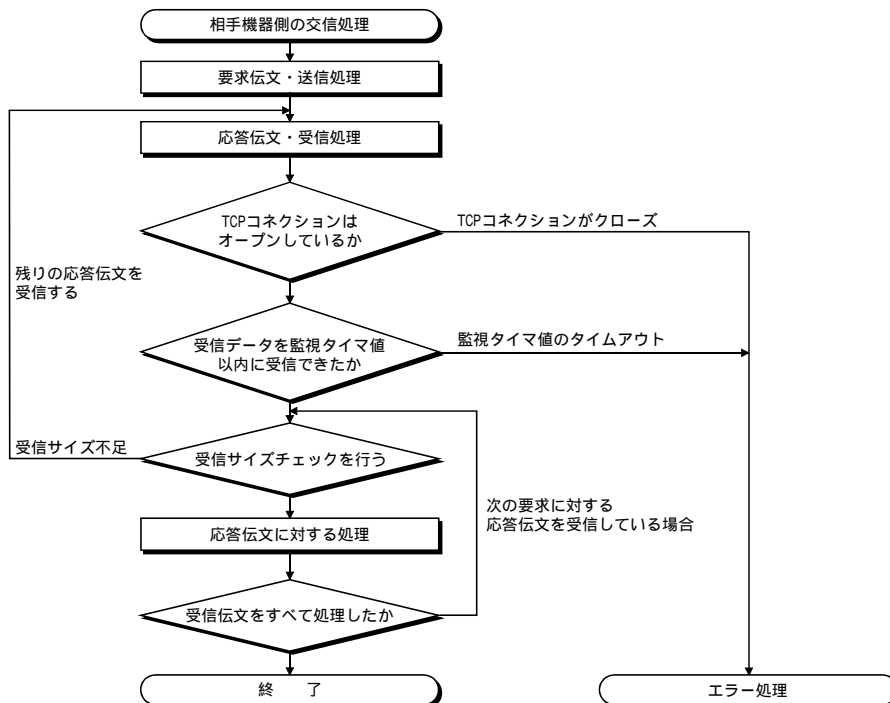 相手機器側の交信処理
要求伝文・送信処理
応答伝文・受信処理
TCPコネクションは
オープンしているか
TCPコネクションがクローズ
残りの応答伝文を
受信する
受信データを監視タイマ値
以内に受信できたか
監視タイマ値のタイムアウト
受信サイズ不足
受信サイズチェックを行う
次の要求に対する
応答伝文を受信している場合
応答伝文に対する処理
受信伝文をすべて処理したか
終 了
エラー処理